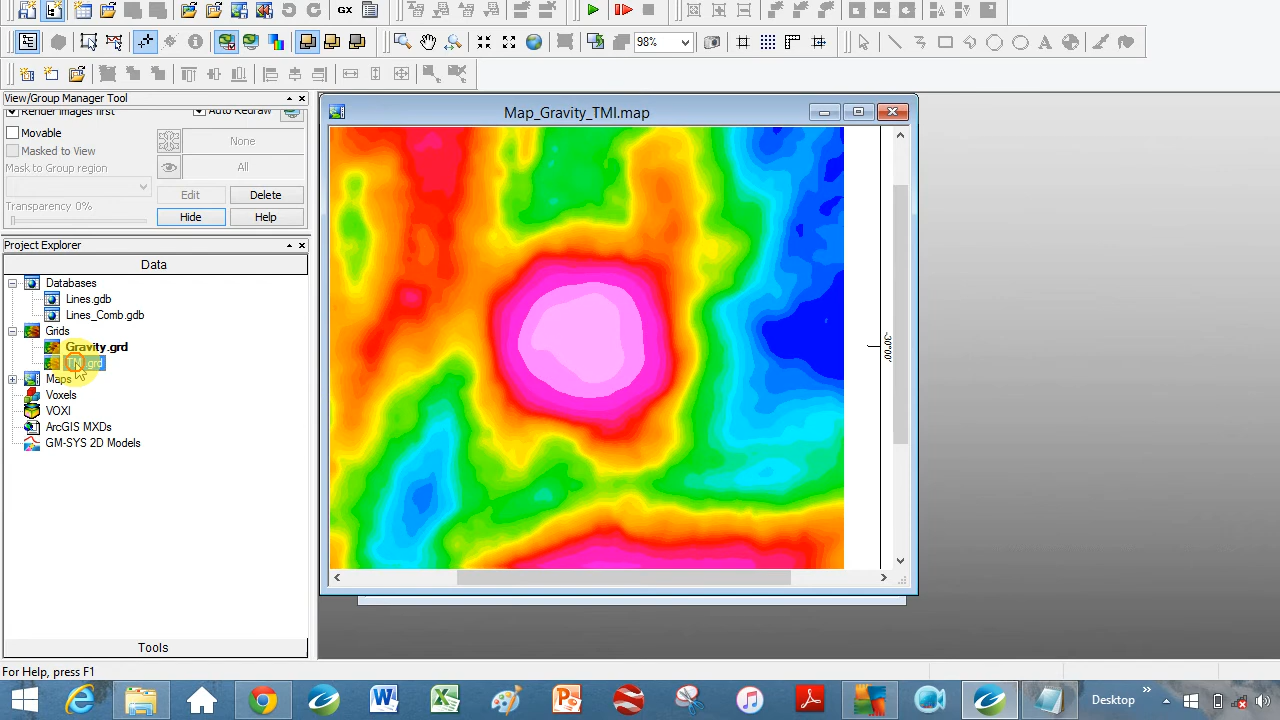 GX
98%
View/Group Manager Tool
Render images first
Auto Redraw
Movable
None
Masked to View
Mask to Group region
All
Transparency 0%
Edit
Delete
Hide
Help
Project Explorer
Data
Databases
Lines.gdb
Lines_Comb.gdb
Grids
Gravity.grd
TMI.grd
Maps
Voxels
VOXI
ArcGIS MXDs
GM-SYS 2D Models
Tools
Map_Gravity_TMI.map
-30°00'
For Help, press F1
Desktop